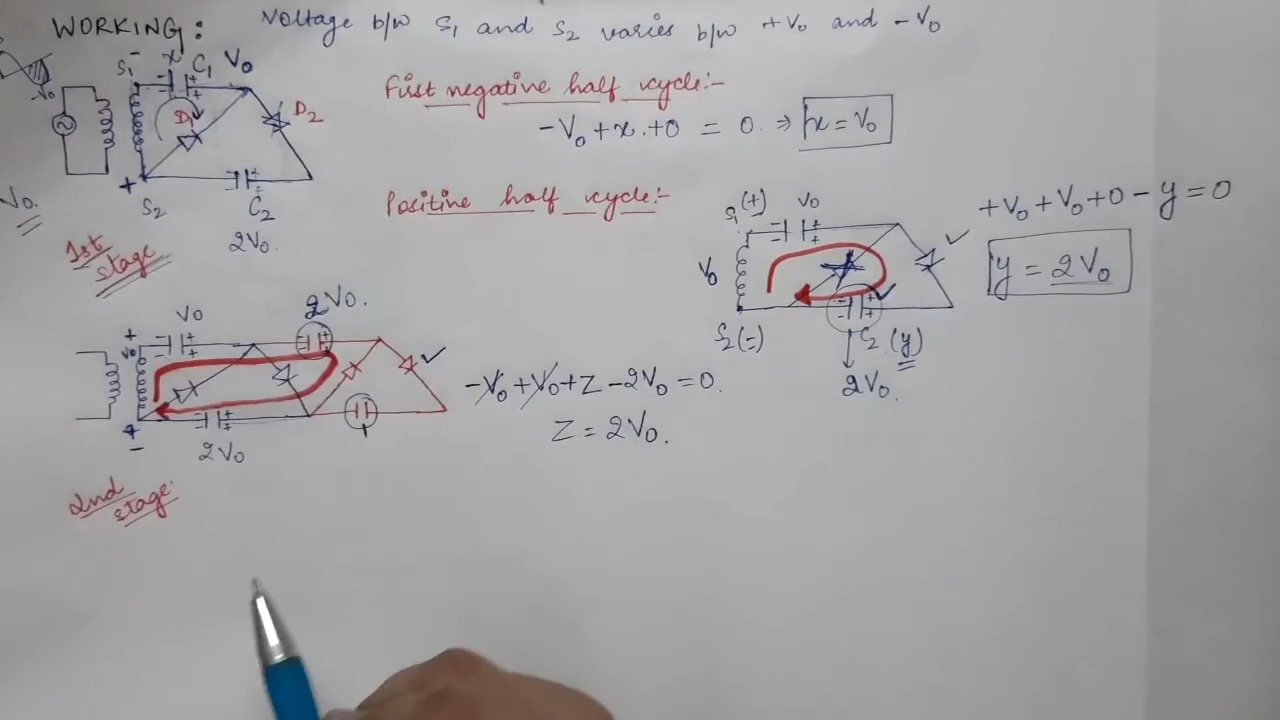 WORKING: Voltage b/w S₁ and S₂ varies b/w +V₀ and -V₀
-V₀
V₀.
S₁ - x C₁ V₀
D₁
D₂
+
S₂
C₂
2V₀.
1st stage
First negative half cycle:-
-V₀ + x + 0 = 0 ⇒ x = V₀
Positive half cycle:-
S₁ (+) V₀
V₀
S₂ (-)
C₂ (y)
2V₀.
+V₀ + V₀ + 0 - y = 0
y = 2V₀
V₀
2V₀.
+
V₀
+
-
2V₀
2nd stage
-V₀ + V₀ + Z - 2V₀ = 0.
Z = 2V₀.